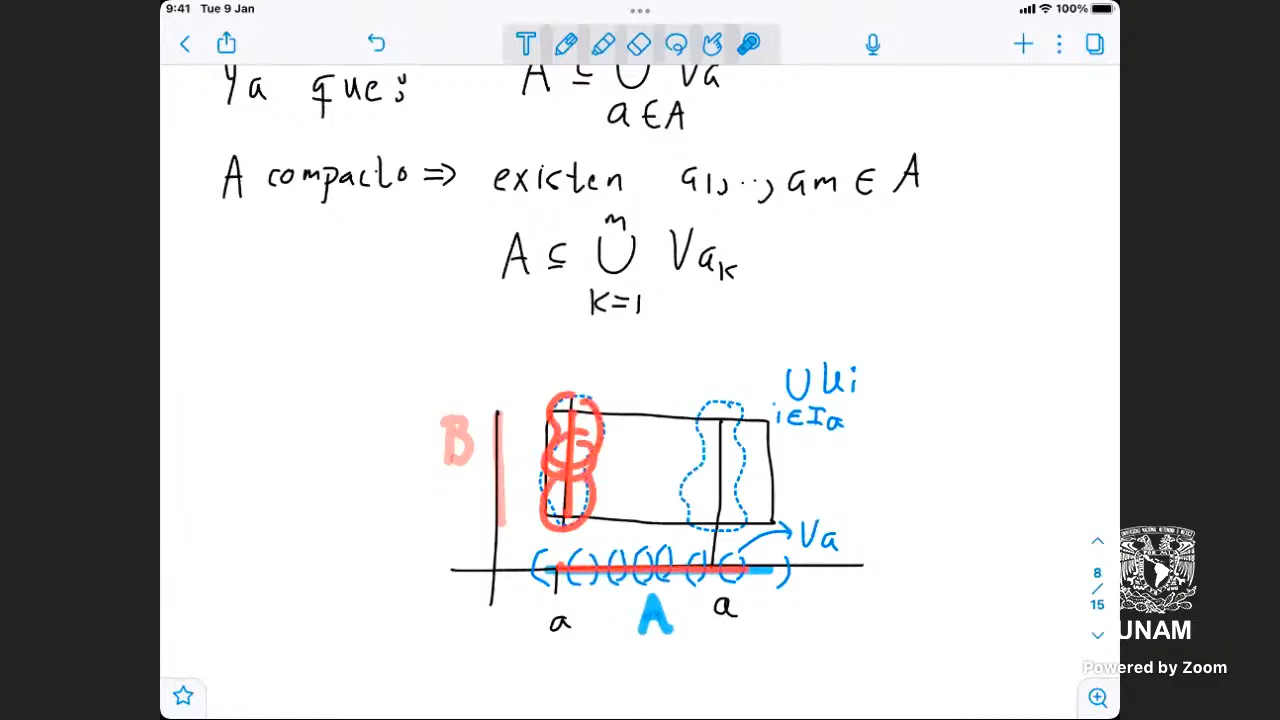 9:41 Tue 9 Jan
100%
Ya que: A ⊆ ∪ Va
a ∈ A
A compacto ⇒ existen a1, .., am ∈ A
m
A ⊆ ∪ Vak
k=1
∪ Ui
i∈Ia
B
Va
a
A
a
8
/
15
UNAM
Powered by Zoom